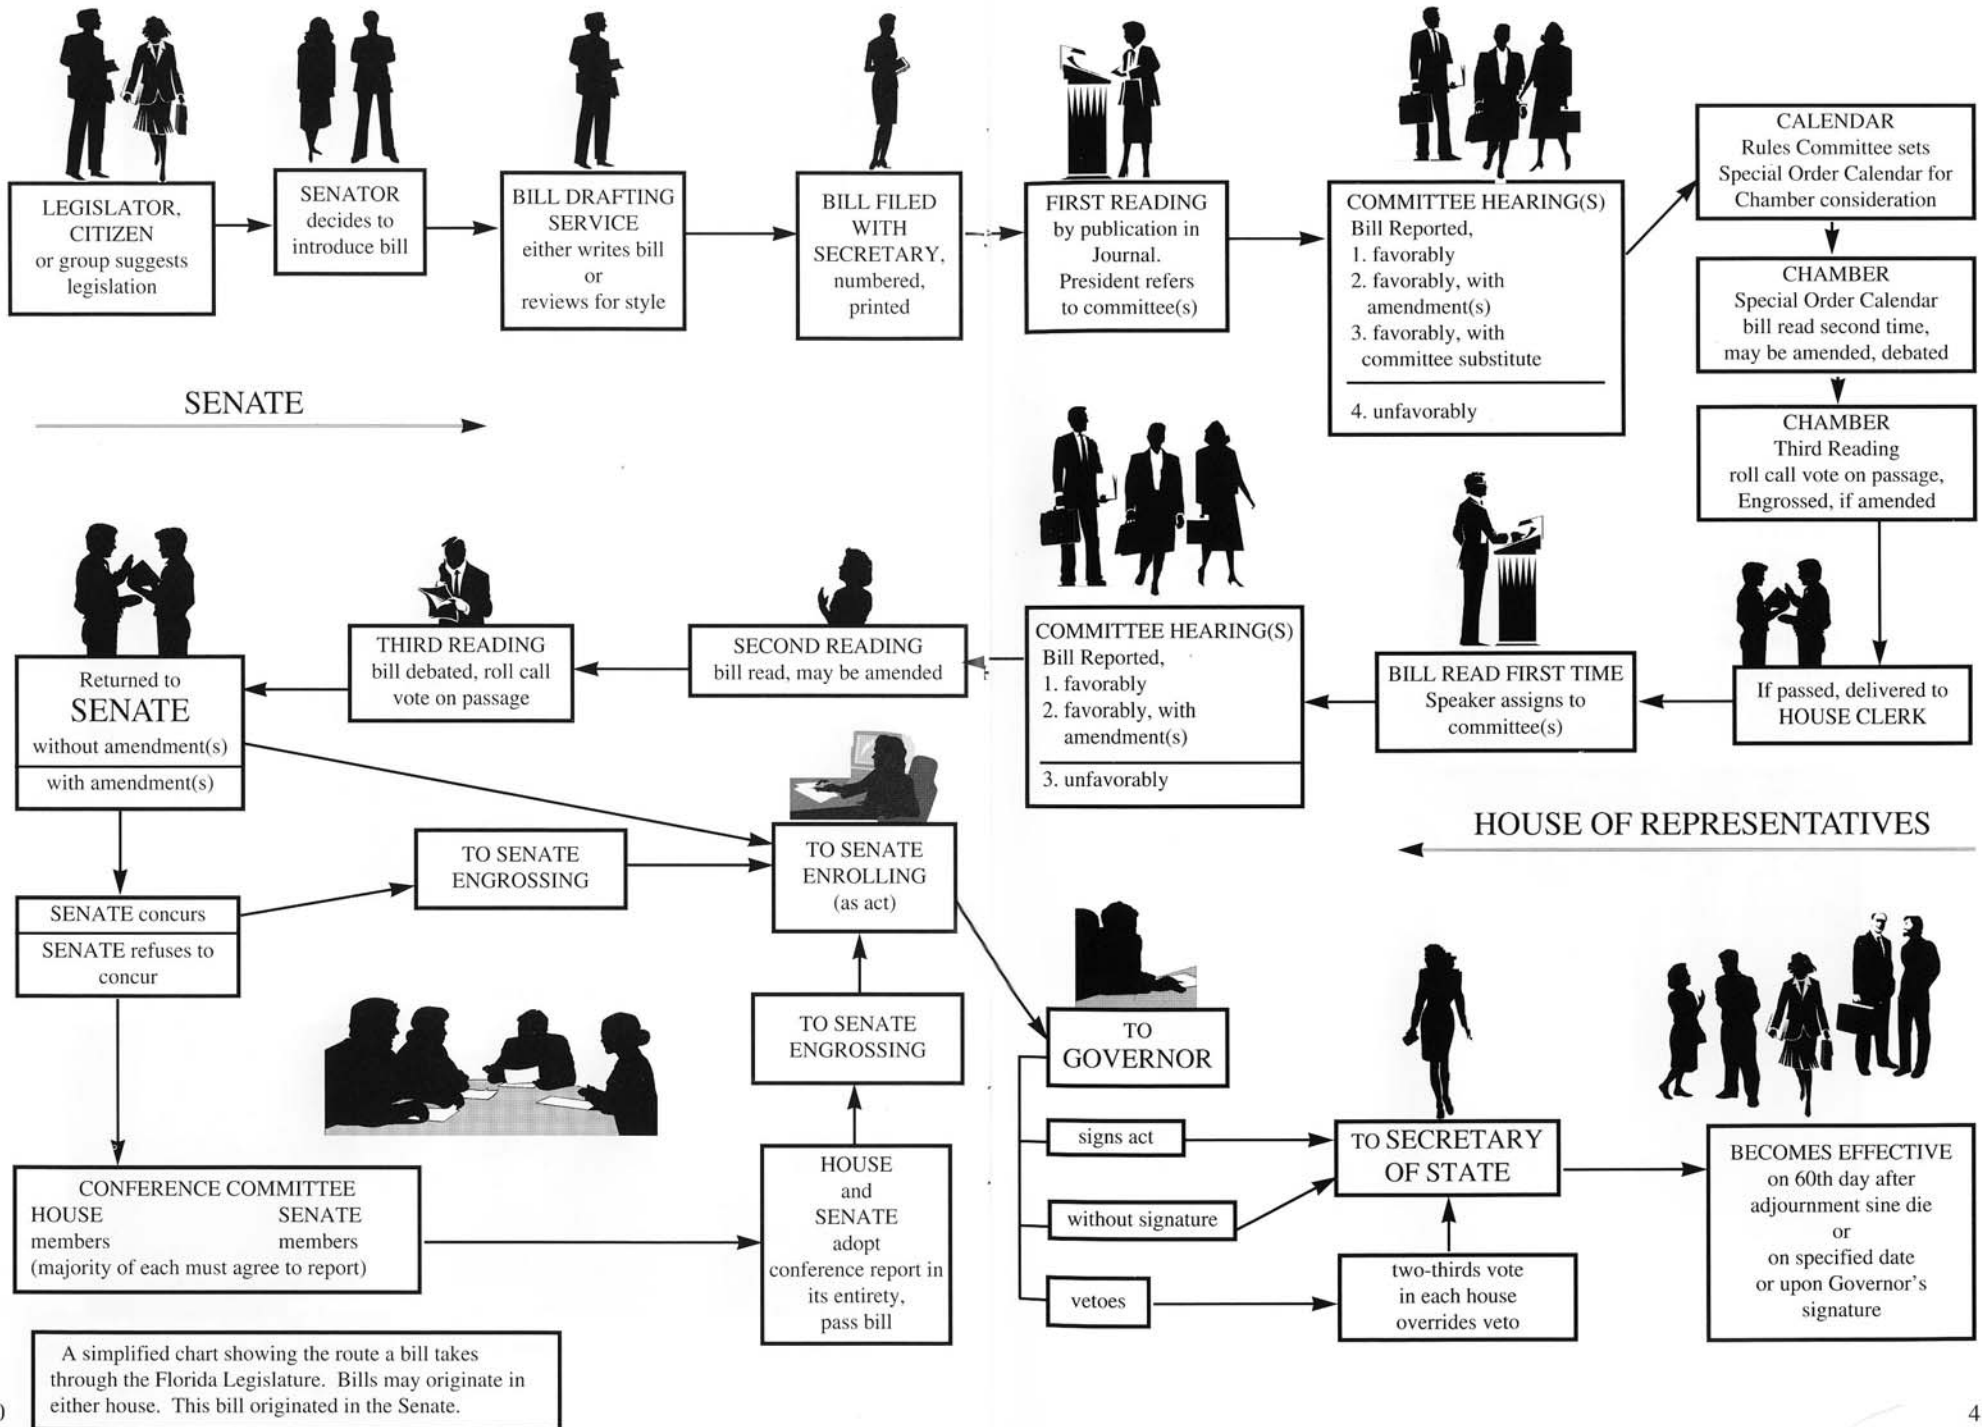 LEGISLATOR,
CITIZEN
or group suggests
legislation
SENATOR
decides to
introduce bill
BILL DRAFTING
SERVICE
either writes bill
or
reviews for style
BILL FILED
WITH
SECRETARY,
numbered,
printed
FIRST READING
by publication in
Journal.
President refers
to committee(s)
COMMITTEE HEARING(S)
Bill Reported,
1. favorably
2. favorably, with
amendment(s)
3. favorably, with
committee substitute
4. unfavorably
CALENDAR
Rules Committee sets
Special Order Calendar for
Chamber consideration
CHAMBER
Special Order Calendar
bill read second time,
may be amended, debated
CHAMBER
Third Reading
roll call vote on passage,
Engrossed, if amended
SENATE
If passed, delivered to
HOUSE CLERK
BILL READ FIRST TIME
Speaker assigns to
committee(s)
COMMITTEE HEARING(S)
Bill Reported,
1. favorably
2. favorably, with
amendment(s)
3. unfavorably
SECOND READING
bill read, may be amended
THIRD READING
bill debated, roll call
vote on passage
Returned to
SENATE
without amendment(s)
with amendment(s)
HOUSE OF REPRESENTATIVES
SENATE concurs
SENATE refuses to
concur
TO SENATE
ENGROSSING
TO SENATE
ENROLLING
(as act)
TO SENATE
ENGROSSING
CONFERENCE COMMITTEE
HOUSE SENATE
members members
(majority of each must agree to report)
HOUSE
and
SENATE
adopt
conference report in
its entirety,
pass bill
TO
GOVERNOR
signs act
without signature
vetoes
TO SECRETARY
OF STATE
two-thirds vote
in each house
overrides veto
BECOMES EFFECTIVE
on 60th day after
adjournment sine die
or
on specified date
or upon Governor's
signature
A simplified chart showing the route a bill takes
through the Florida Legislature. Bills may originate in
either house. This bill originated in the Senate.
4